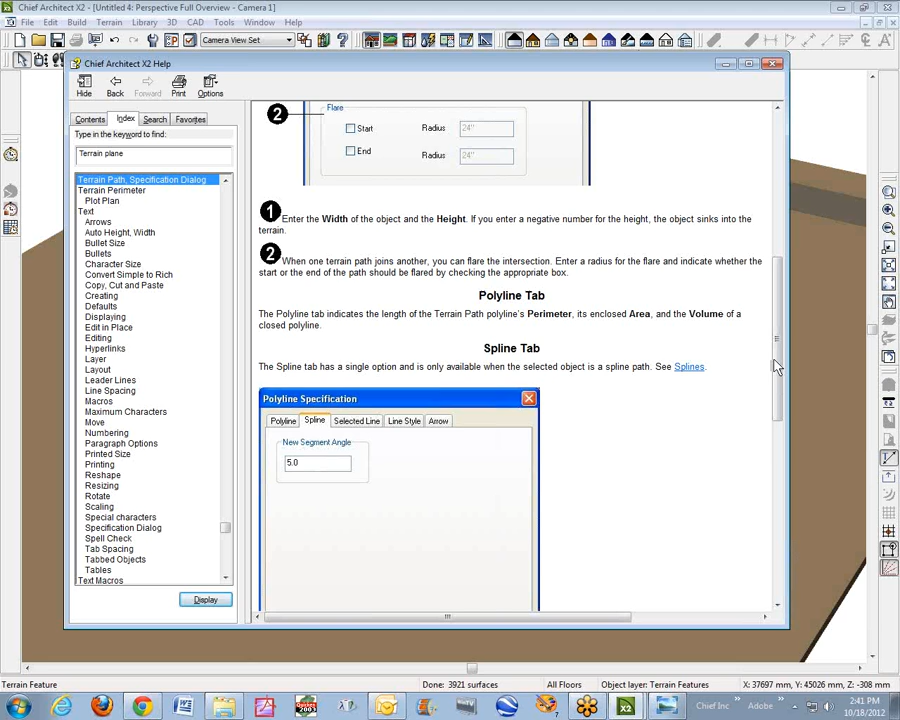 Chief Architect X2 - [Untitled 4: Perspective Full Overview - Camera 1]
File Edit Build Terrain Library 3D CAD Tools Window Help
Camera View Set
Chief Architect X2 Help
Hide Back Forward Print Options
Contents Index Search Favorites
Type in the keyword to find:
Terrain plane
Terrain Path, Specification Dialog
Terrain Perimeter
Plot Plan
Text
Arrows
Auto Height, Width
Bullet Size
Bullets
Character Size
Convert Simple to Rich
Copy, Cut and Paste
Creating
Defaults
Displaying
Edit in Place
Editing
Hyperlinks
Layer
Layout
Leader Lines
Line Spacing
Macros
Maximum Characters
Move
Numbering
Paragraph Options
Printed Size
Printing
Reshape
Resizing
Rotate
Scaling
Special characters
Specification Dialog
Spell Check
Tab Spacing
Tabbed Objects
Tables
Text Macros
Display
2
Flare
Start Radius 24"
End Radius 24"
1 Enter the Width of the object and the Height. If you enter a negative number for the height, the object sinks into the
terrain.
2 When one terrain path joins another, you can flare the intersection. Enter a radius for the flare and indicate whether the
start or the end of the path should be flared by checking the appropriate box.
Polyline Tab
The Polyline tab indicates the length of the Terrain Path polyline's Perimeter, its enclosed Area, and the Volume of a
closed polyline.
Spline Tab
The Spline tab has a single option and is only available when the selected object is a spline path. See Splines.
Polyline Specification
Polyline Spline Selected Line Line Style Arrow
New Segment Angle
5.0
Terrain Feature Done: 3921 surfaces All Floors Object layer: Terrain Features X: 37697 mm, Y: 45026 mm, Z: -308 mm
Chief Inc Adobe
2:41 PM
10/18/2012